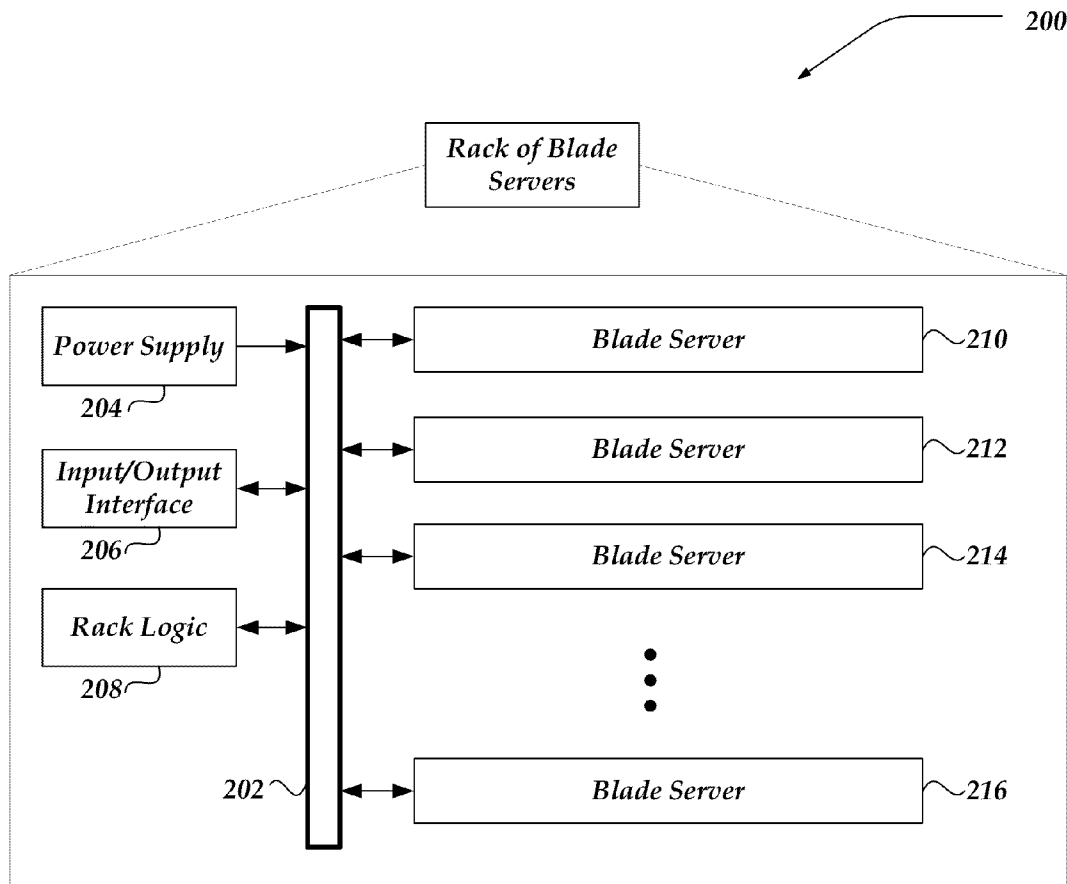 200
Rack of Blade
Servers
Power Supply
204
Input/Output
Interface
206
Rack Logic
208
202
Blade Server
210
Blade Server
212
Blade Server
214
Blade Server
216